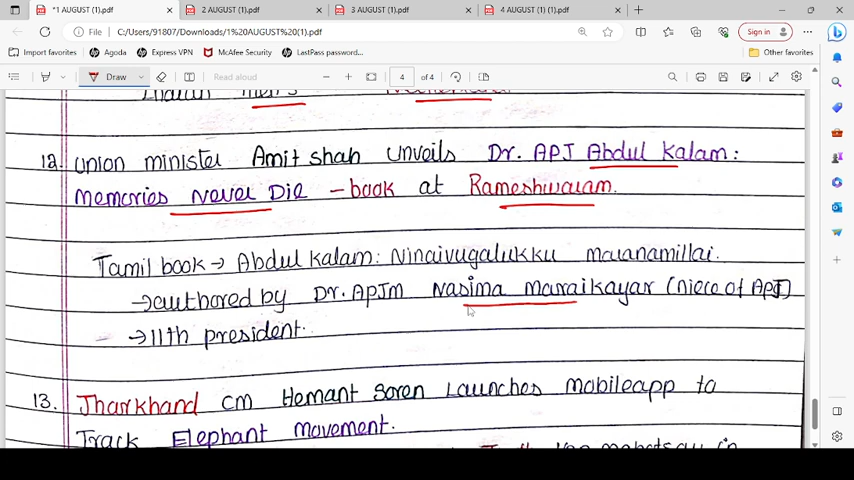 *1 AUGUST (1).pdf
2 AUGUST (1).pdf
3 AUGUST (1).pdf
4 AUGUST (1).pdf
File C:/Users/91807/Downloads/1%20AUGUST%20(1).pdf
Sign in
Import favorites
Agoda
Express VPN
McAfee Security
LastPass password...
Other favorites
Draw
Read aloud
4 of 4
Indian men's
12. Union minister Amit shah unveils Dr. APJ Abdul Kalam:
Memories Never Die - book at Rameshwaram.
Tamil book → Abdul kalam: Ninaivugalukku maranamillai.
→ authored by Dr. APJM Nasima maraikayar (niece of APJ)
→ 11th president.
13. Jharkhand CM Hemant Soren Launches mobileapp to
Track Elephant movement.